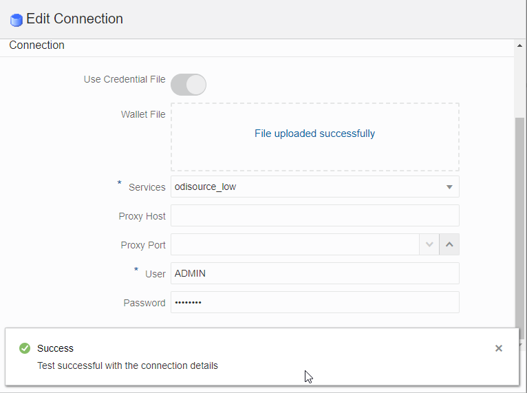 Edit Connection
Connection
Use Credential File
Wallet File
File uploaded successfully
* Services
odisource_low
Proxy Host
Proxy Port
* User
ADMIN
Password
••••••••
Success
Test successful with the connection details